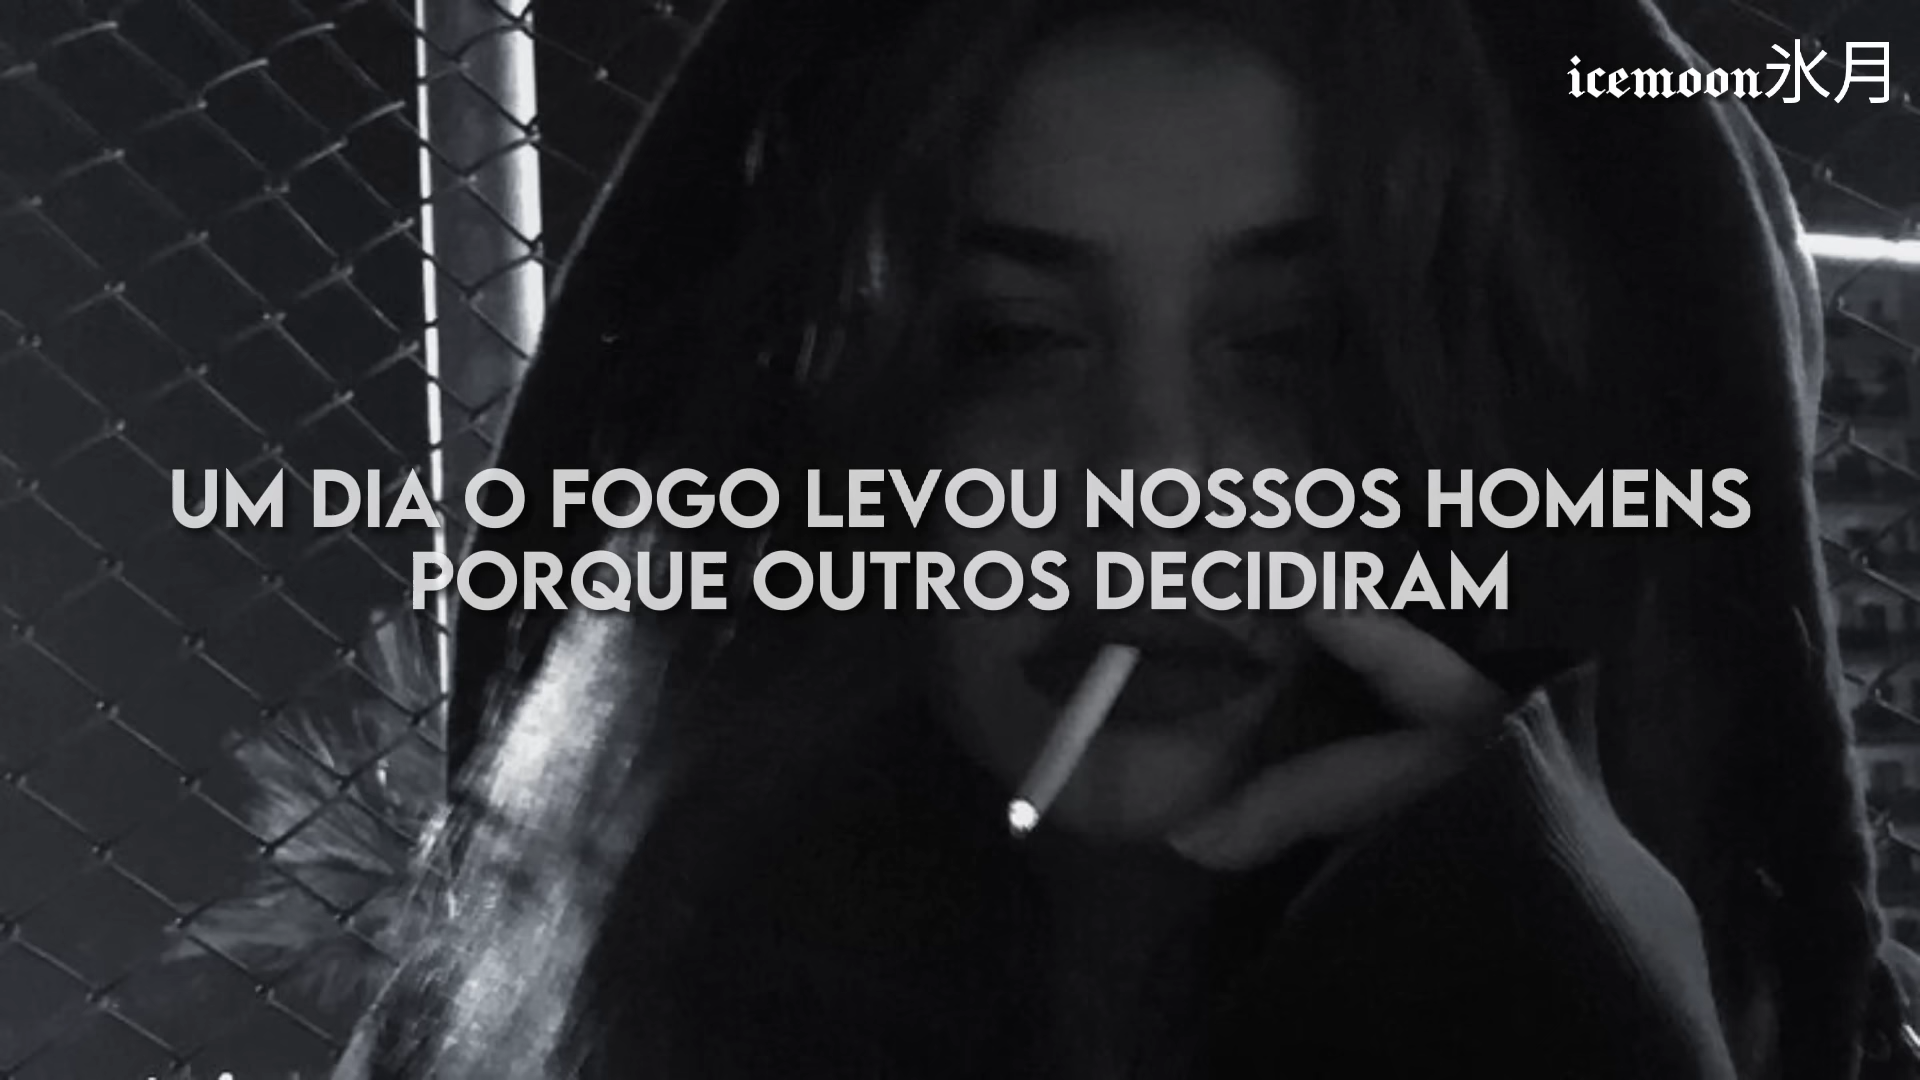 icemoon氷月
UM DIA O FOGO LEVOU NOSSOS HOMENS
PORQUE OUTROS DECIDIRAM